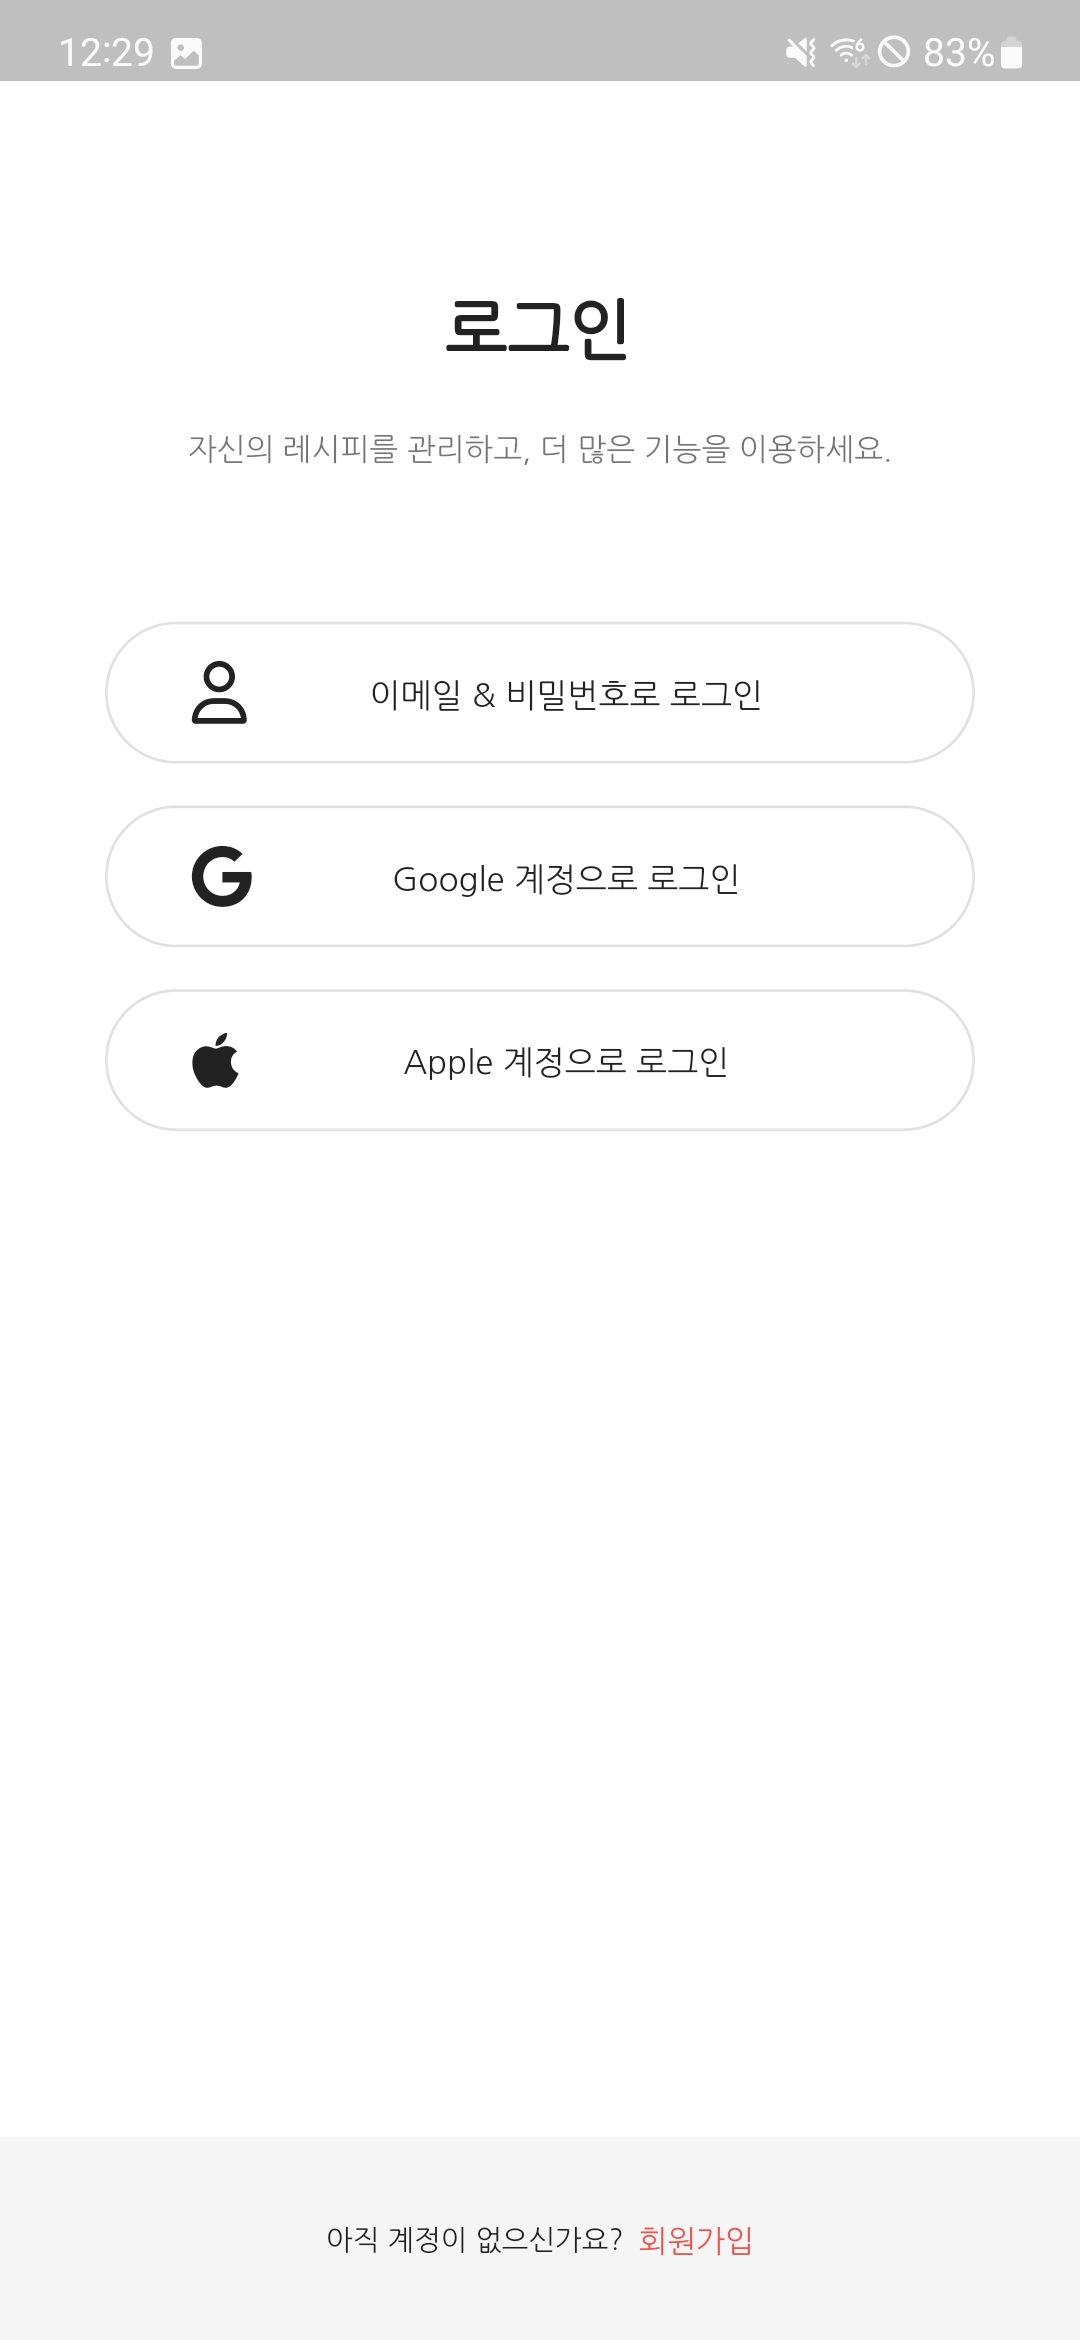 12:29 83%
로그인
자신의 레시피를 관리하고, 더 많은 기능을 이용하세요.
이메일 & 비밀번호로 로그인
Google 계정으로 로그인
Apple 계정으로 로그인
아직 계정이 없으신가요? 회원가입